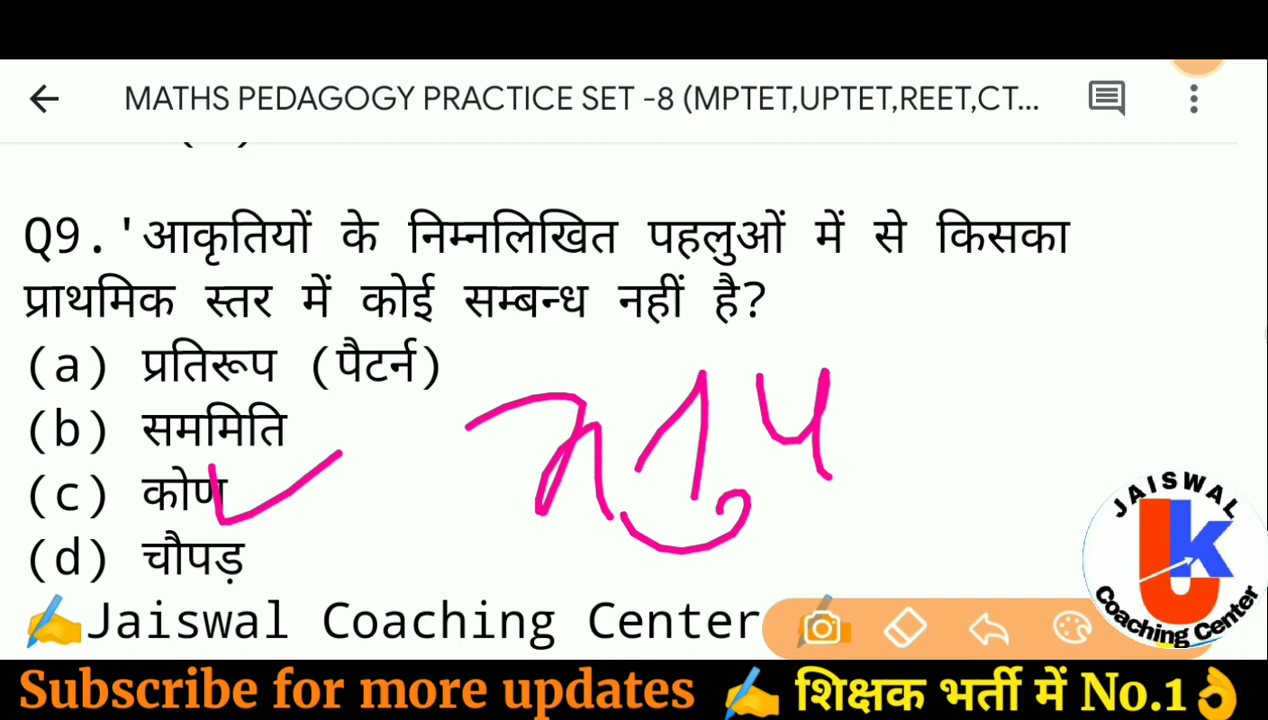 MATHS PEDAGOGY PRACTICE SET -8 (MPTET,UPTET,REET,CT...
Q9.'आकृतियों के निम्नलिखित पहलुओं में से किसका
प्राथमिक स्तर में कोई सम्बन्ध नहीं है?
(a) प्रतिरूप (पैटर्न)
(b) सममिति
(c) कोण
(d) चौपड़
✍Jaiswal Coaching Center
JAISWAL
UK
Coaching Center
Subscribe for more updates ✍ शिक्षक भर्ती में No.1👌